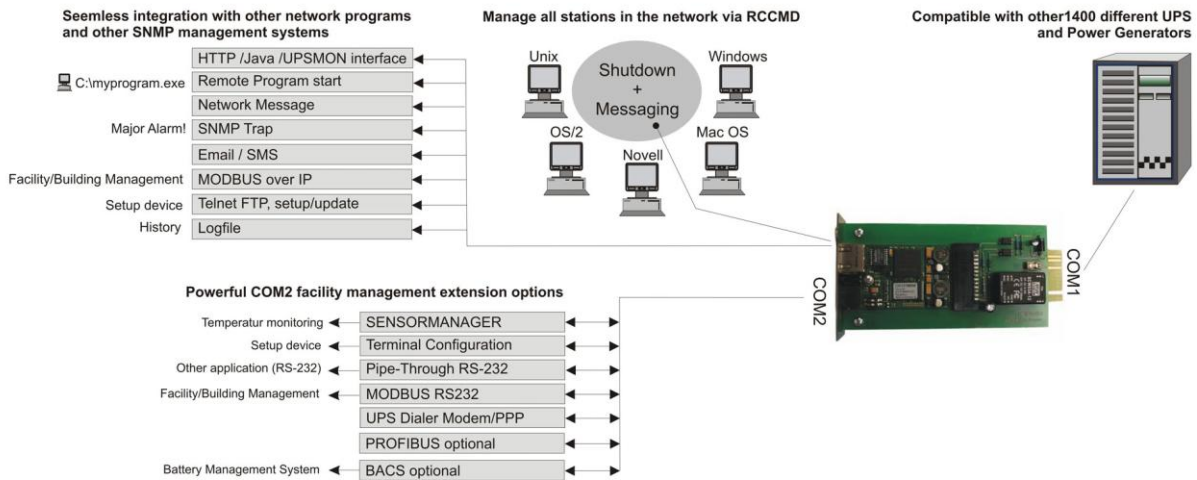 Seemless integration with other network programs
and other SNMP management systems
HTTP /Java /UPSMON interface
C:\myprogram.exe Remote Program start
Network Message
Major Alarm! SNMP Trap
Email / SMS
Facility/Building Management MODBUS over IP
Setup device Telnet FTP, setup/update
History Logfile
Manage all stations in the network via RCCMD
Unix
Windows
Shutdown
+
Messaging
OS/2
Mac OS
Novell
Compatible with other1400 different UPS
and Power Generators
COM1
COM2
Powerful COM2 facility management extension options
Temperatur monitoring SENSORMANAGER
Setup device Terminal Configuration
Other application (RS-232) Pipe-Through RS-232
Facility/Building Management MODBUS RS232
UPS Dialer Modem/PPP
PROFIBUS optional
Battery Management System BACS optional